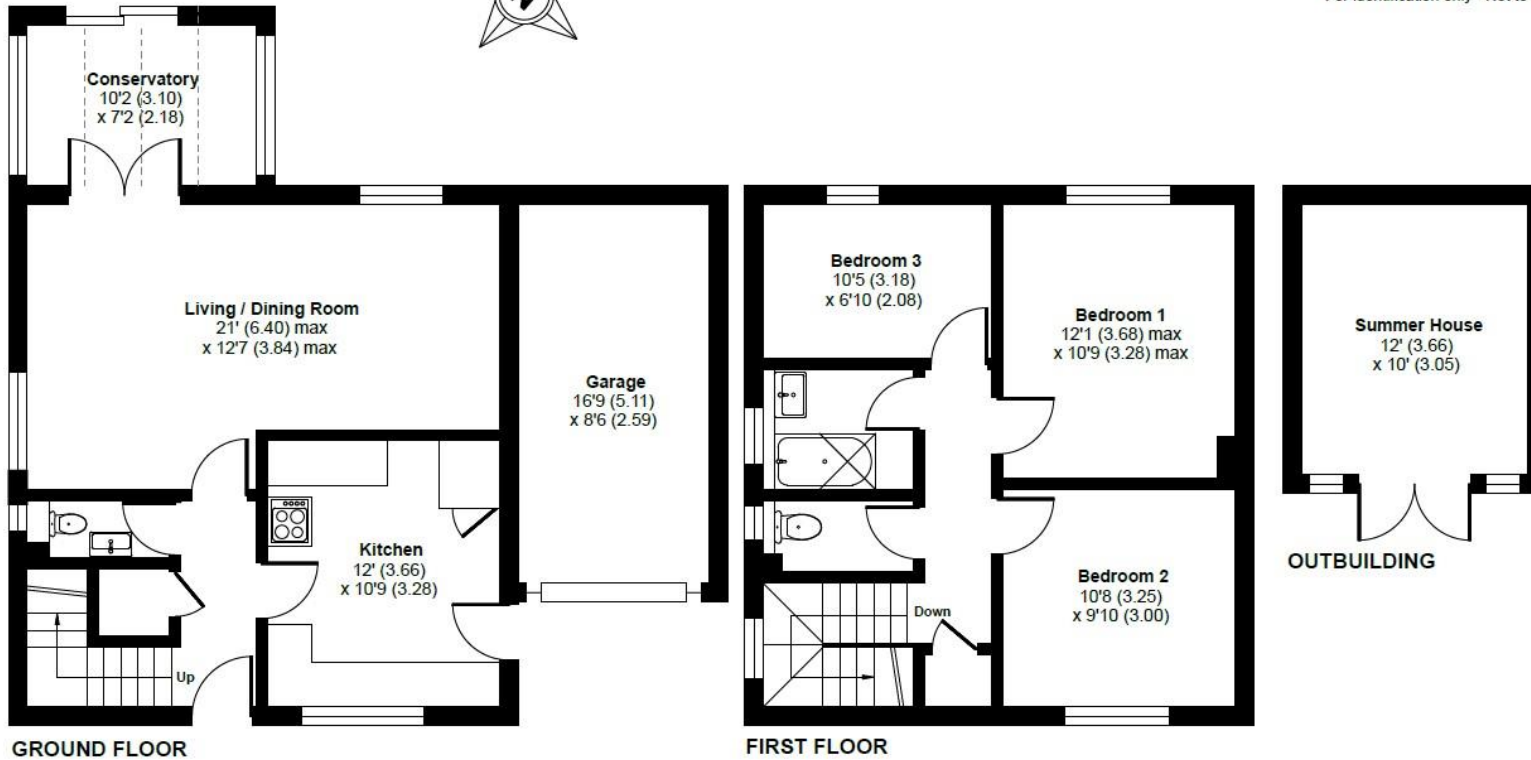 Conservatory
10'2 (3.10)
x 7'2 (2.18)
Living / Dining Room
21' (6.40) max
x 12'7 (3.84) max
Garage
16'9 (5.11)
x 8'6 (2.59)
Kitchen
12' (3.66)
x 10'9 (3.28)
Up
GROUND FLOOR
Bedroom 3
10'5 (3.18)
x 6'10 (2.08)
Bedroom 1
12'1 (3.68) max
x 10'9 (3.28) max
Bedroom 2
10'8 (3.25)
x 9'10 (3.00)
Down
FIRST FLOOR
Summer House
12' (3.66)
x 10' (3.05)
OUTBUILDING